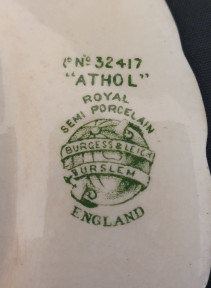 Rᵈ Nº 32417
"ATHOL"
ROYAL
SEMI PORCELAIN
BURGESS & LEIGH
BURSLEM
ENGLAND